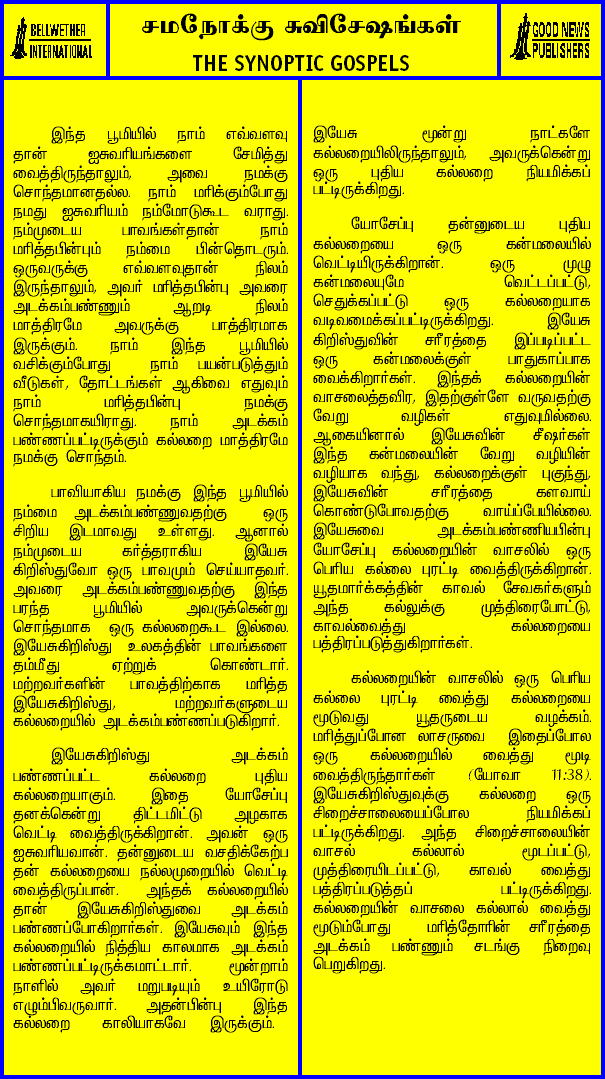 BELLWETHER
INTERNATIONAL
சமநோக்கு சுவிசேஷங்கள்
THE SYNOPTIC GOSPELS
GOOD NEWS
PUBLISHERS
இந்த பூமியில் நாம் எவ்வளவு
தான் ஐசுவரியங்களை சேமித்து
வைத்திருந்தாலும், அவை நமக்கு
சொந்தமானதல்ல. நாம் மரிக்கும்போது
நமது ஐசுவரியம் நம்மோடுகூட வராது.
நம்முடைய பாவங்கள்தான் நாம்
மரித்தபின்பும் நம்மை பின்தொடரும்.
ஒருவருக்கு எவ்வளவுதான் நிலம்
இருந்தாலும், அவர் மரித்தபின்பு அவரை
அடக்கம்பண்ணும் ஆறடி நிலம்
மாத்திரமே அவருக்கு பாத்திரமாக
இருக்கும். நாம் இந்த பூமியில்
வசிக்கும்போது நாம் பயன்படுத்தும்
வீடுகள், தோட்டங்கள் ஆகிவை எதுவும்
நாம் மரித்தபின்பு நமக்கு
சொந்தமாகயிராது. நாம் அடக்கம்
பண்ணப்பட்டிருக்கும் கல்லறை மாத்திரமே
நமக்கு சொந்தம்.
பாவியாகிய நமக்கு இந்த பூமியில்
நம்மை அடக்கம்பண்ணுவதற்கு ஒரு
சிறிய இடமாவது உள்ளது. ஆனால்
நம்முடைய கர்த்தராகிய இயேசு
கிறிஸ்துவோ ஒரு பாவமும் செய்யாதவர்.
அவரை அடக்கம்பண்ணுவதற்கு இந்த
பரந்த பூமியில் அவருக்கென்று
சொந்தமாக ஒரு கல்லறைகூட இல்லை.
இயேசுகிறிஸ்து உலகத்தின் பாவங்களை
தம்மீது ஏற்றுக் கொண்டார்.
மற்றவர்களின் பாவத்திற்காக மரித்த
இயேசுகிறிஸ்து, மற்றவர்களுடைய
கல்லறையில் அடக்கம்பண்ணப்படுகிறார்.
இயேசுகிறிஸ்து அடக்கம்
பண்ணப்பட்ட கல்லறை புதிய
கல்லறையாகும். இதை யோசேப்பு
தனக்கென்று திட்டமிட்டு அழகாக
வெட்டி வைத்திருக்கிறான். அவன் ஒரு
ஐசுவரியவான். தன்னுடைய வசதிக்கேற்ப
தன் கல்லறையை நல்லமுறையில் வெட்டி
வைத்திருப்பான். அந்தக் கல்லறையில்
தான் இயேசுகிறிஸ்துவை அடக்கம்
பண்ணப்போகிறார்கள். இயேசுவும் இந்த
கல்லறையில் நித்திய காலமாக அடக்கம்
பண்ணப்பட்டிருக்கமாட்டார். மூன்றாம்
நாளில் அவர் மறுபடியும் உயிரோடு
எழும்பிவருவார். அதன்பின்பு இந்த
கல்லறை காலியாகவே இருக்கும்.
இயேசு மூன்று நாட்களே
கல்லறையிலிருந்தாலும், அவருக்கென்று
ஒரு புதிய கல்லறை நியமிக்கப்
பட்டிருக்கிறது.
யோசேப்பு தன்னுடைய புதிய
கல்லறையை ஒரு கன்மலையில்
வெட்டியிருக்கிறான். ஒரு முழு
கன்மலையுமே வெட்டப்பட்டு,
செதுக்கப்பட்டு ஒரு கல்லறையாக
வடிவமைக்கப்பட்டிருக்கிறது. இயேசு
கிறிஸ்துவின் சரீரத்தை இப்படிப்பட்ட
ஒரு கன்மலைக்குள் பாதுகாப்பாக
வைக்கிறார்கள். இந்தக் கல்லறையின்
வாசலைத்தவிர, இதற்குள்ளே வருவதற்கு
வேறு வழிகள் எதுவுமில்லை.
ஆகையினால் இயேசுவின் சீஷர்கள்
இந்த கன்மலையின் வேறு வழியின்
வழியாக வந்து, கல்லறைக்குள் புகுந்து,
இயேசுவின் சரீரத்தை களவாய்
கொண்டுபோவதற்கு வாய்ப்பேயில்லை.
இயேசுவை அடக்கம்பண்ணியபின்பு
யோசேப்பு கல்லறையின் வாசலில் ஒரு
பெரிய கல்லை புரட்டி வைத்திருக்கிறான்.
யூதமார்க்கத்தின் காவல் சேவகர்களும்
அந்த கல்லுக்கு முத்திரைபோட்டு,
காவல்வைத்து கல்லறையை
பத்திரப்படுத்துகிறார்கள்.
கல்லறையின் வாசலில் ஒரு பெரிய
கல்லை புரட்டி வைத்து கல்லறையை
மூடுவது யூதருடைய வழக்கம்.
மரித்துப்போன லாசருவை இதைப்போல
ஒரு கல்லறையில் வைத்து மூடி
வைத்திருந்தார்கள் (யோவா 11:38).
இயேசுகிறிஸ்துவுக்கு கல்லறை ஒரு
சிறைச்சாலையைப்போல நியமிக்கப்
பட்டிருக்கிறது. அந்த சிறைச்சாலையின்
வாசல் கல்லால் மூடப்பட்டு,
முத்திரையிடப்பட்டு, காவல் வைத்து
பத்திரப்படுத்தப் பட்டிருக்கிறது.
கல்லறையின் வாசலை கல்லால் வைத்து
மூடும்போது மரித்தோரின் சரீரத்தை
அடக்கம் பண்ணும் சடங்கு நிறைவு
பெறுகிறது.